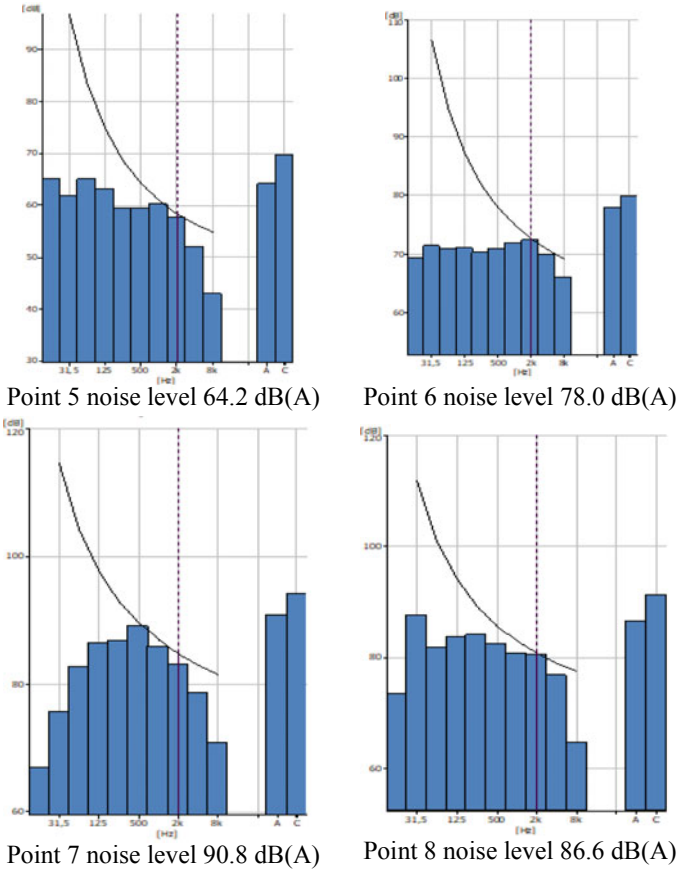 [dB]
90
80
70
60
50
40
30
31,5 125 500 2k 8k A C
[Hz]
Point 5 noise level 64.2 dB(A)
[dB]
110
100
90
80
70
60
31,5 125 500 2k 8k A C
[Hz]
Point 6 noise level 78.0 dB(A)
[dB]
120
100
80
60
31,5 125 500 2k 8k A C
[Hz]
Point 7 noise level 90.8 dB(A)
[dB]
120
100
80
60
31,5 125 500 2k 8k A C
[Hz]
Point 8 noise level 86.6 dB(A)